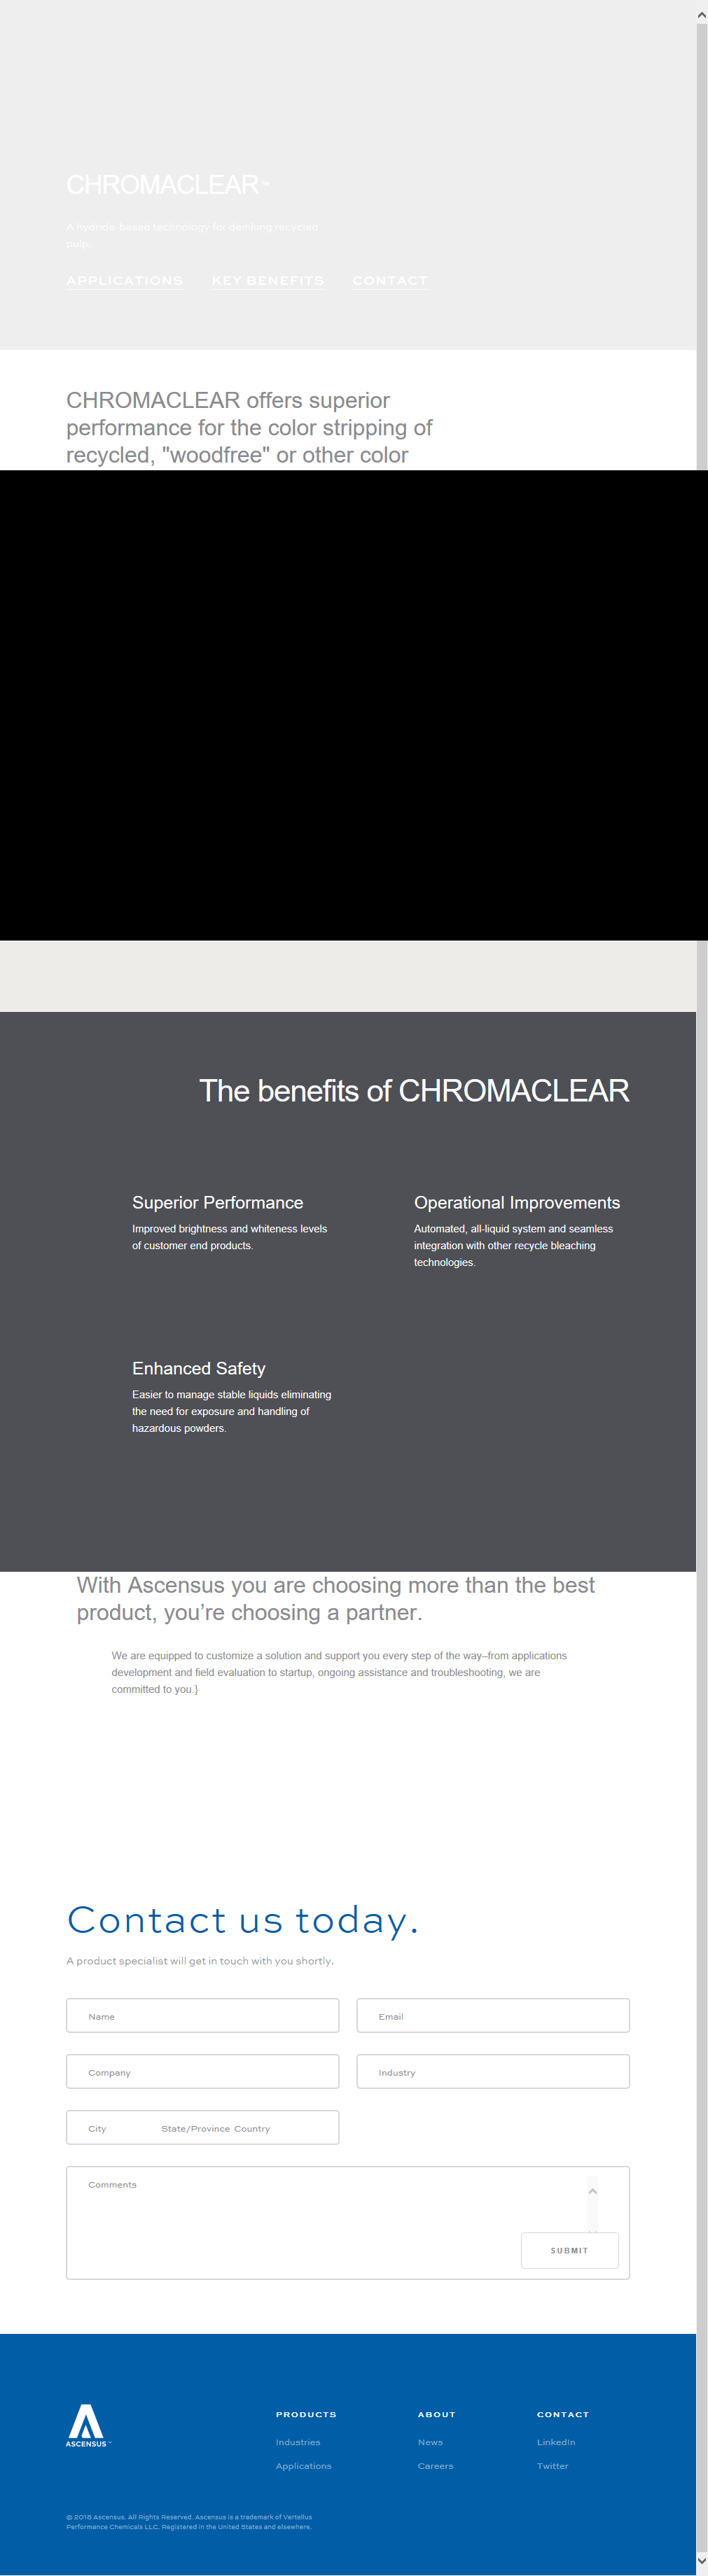 CHROMACLEAR™
A hydride-based technology for deinking recycled
pulp.
APPLICATIONS KEY BENEFITS CONTACT
CHROMACLEAR offers superior
performance for the color stripping of
recycled, "woodfree" or other color
The benefits of CHROMACLEAR
Superior Performance
Improved brightness and whiteness levels
of customer end products.
Operational Improvements
Automated, all-liquid system and seamless
integration with other recycle bleaching
technologies.
Enhanced Safety
Easier to manage stable liquids eliminating
the need for exposure and handling of
hazardous powders.
With Ascensus you are choosing more than the best
product, you’re choosing a partner.
We are equipped to customize a solution and support you every step of the way–from applications
development and field evaluation to startup, ongoing assistance and troubleshooting, we are
committed to you.}
Contact us today.
A product specialist will get in touch with you shortly.
Name
Email
Company
Industry
City State/Province Country
Comments
SUBMIT
ASCENSUS™
PRODUCTS
Industries
Applications
ABOUT
News
Careers
CONTACT
LinkedIn
Twitter
© 2018 Ascensus. All Rights Reserved. Ascensus is a trademark of Vertellus
Performance Chemicals LLC. Registered in the United States and elsewhere.